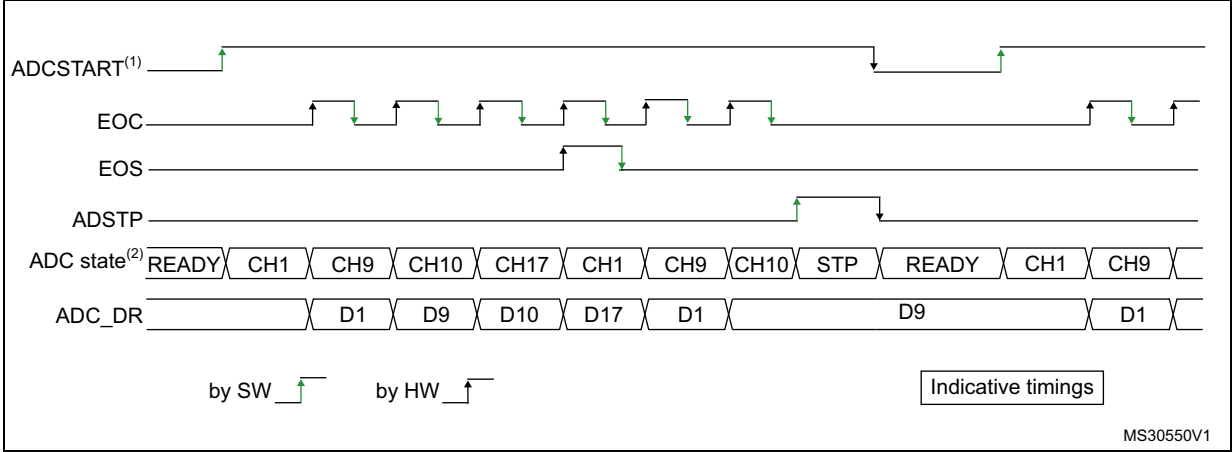 ADCSTART(1)
EOC
EOS
ADSTP
ADC state(2) READY CH1 CH9 CH10 CH17 CH1 CH9 CH10 STP READY CH1 CH9
ADC_DR D1 D9 D10 D17 D1 D9 D1
by SW by HW Indicative timings
MS30550V1